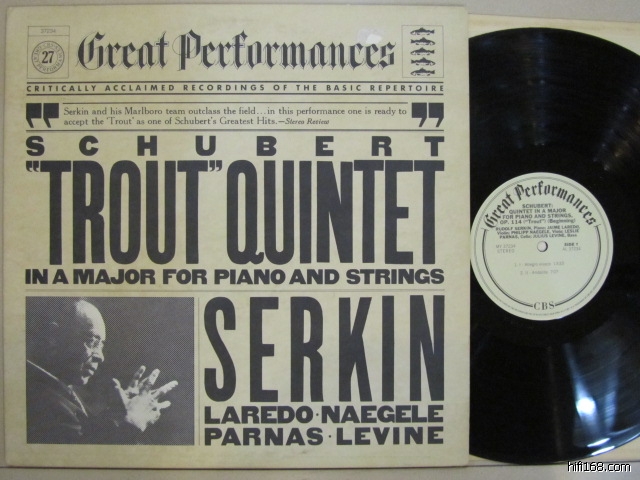 27
Great Performances
CRITICALLY ACCLAIMED RECORDINGS OF THE BASIC REPERTOIRE
Serkin and his Marlboro team outclass the field...in this performance one is ready to
accept the 'Trout' as one of Schubert's Greatest Hits.—Stereo Review
SCHUBERT
"TROUT" QUINTET
IN A MAJOR FOR PIANO AND STRINGS
SERKIN
LAREDO·NAEGELE
PARNAS·LEVINE
Great Performances
SCHUBERT:
QUINTET IN A MAJOR
FOR PIANO AND STRINGS,
OP. 114 ("Trout") (Beginning)
RUDOLF SERKIN, Piano; JAIME LAREDO,
Violin; PHILIPP NAEGELE, Viola; LESLIE
PARNAS, Cello; JULIUS LEVINE, Bass
STEREO
SIDE 1
CBS
hifi168.com